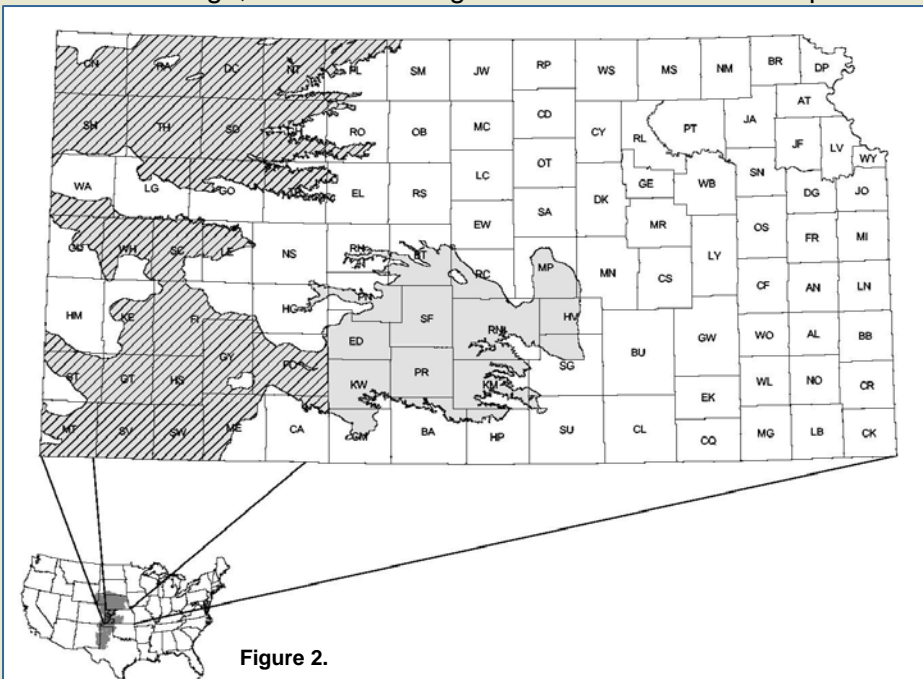 CN RA DC NT PL SM JW RP WS MS NM BR DP
SH TH SD RO OB MC CD CY RL PT JA AT
JF LV WY
WA LG GO EL RS LC OT DK GE WB SN DG JO
EW SA MR
WH SC NS RH BT RC MP MN CS LY OS FR MI
HM KE FI HG PN SF RN HV CF AN LN
ED GY SG BU GW WO AL BB
ST GT HS FO KW PR KM EK WL NO CR
MT SV SW ME CA CM BA HP SU CL CQ MG LB CK
Figure 2.